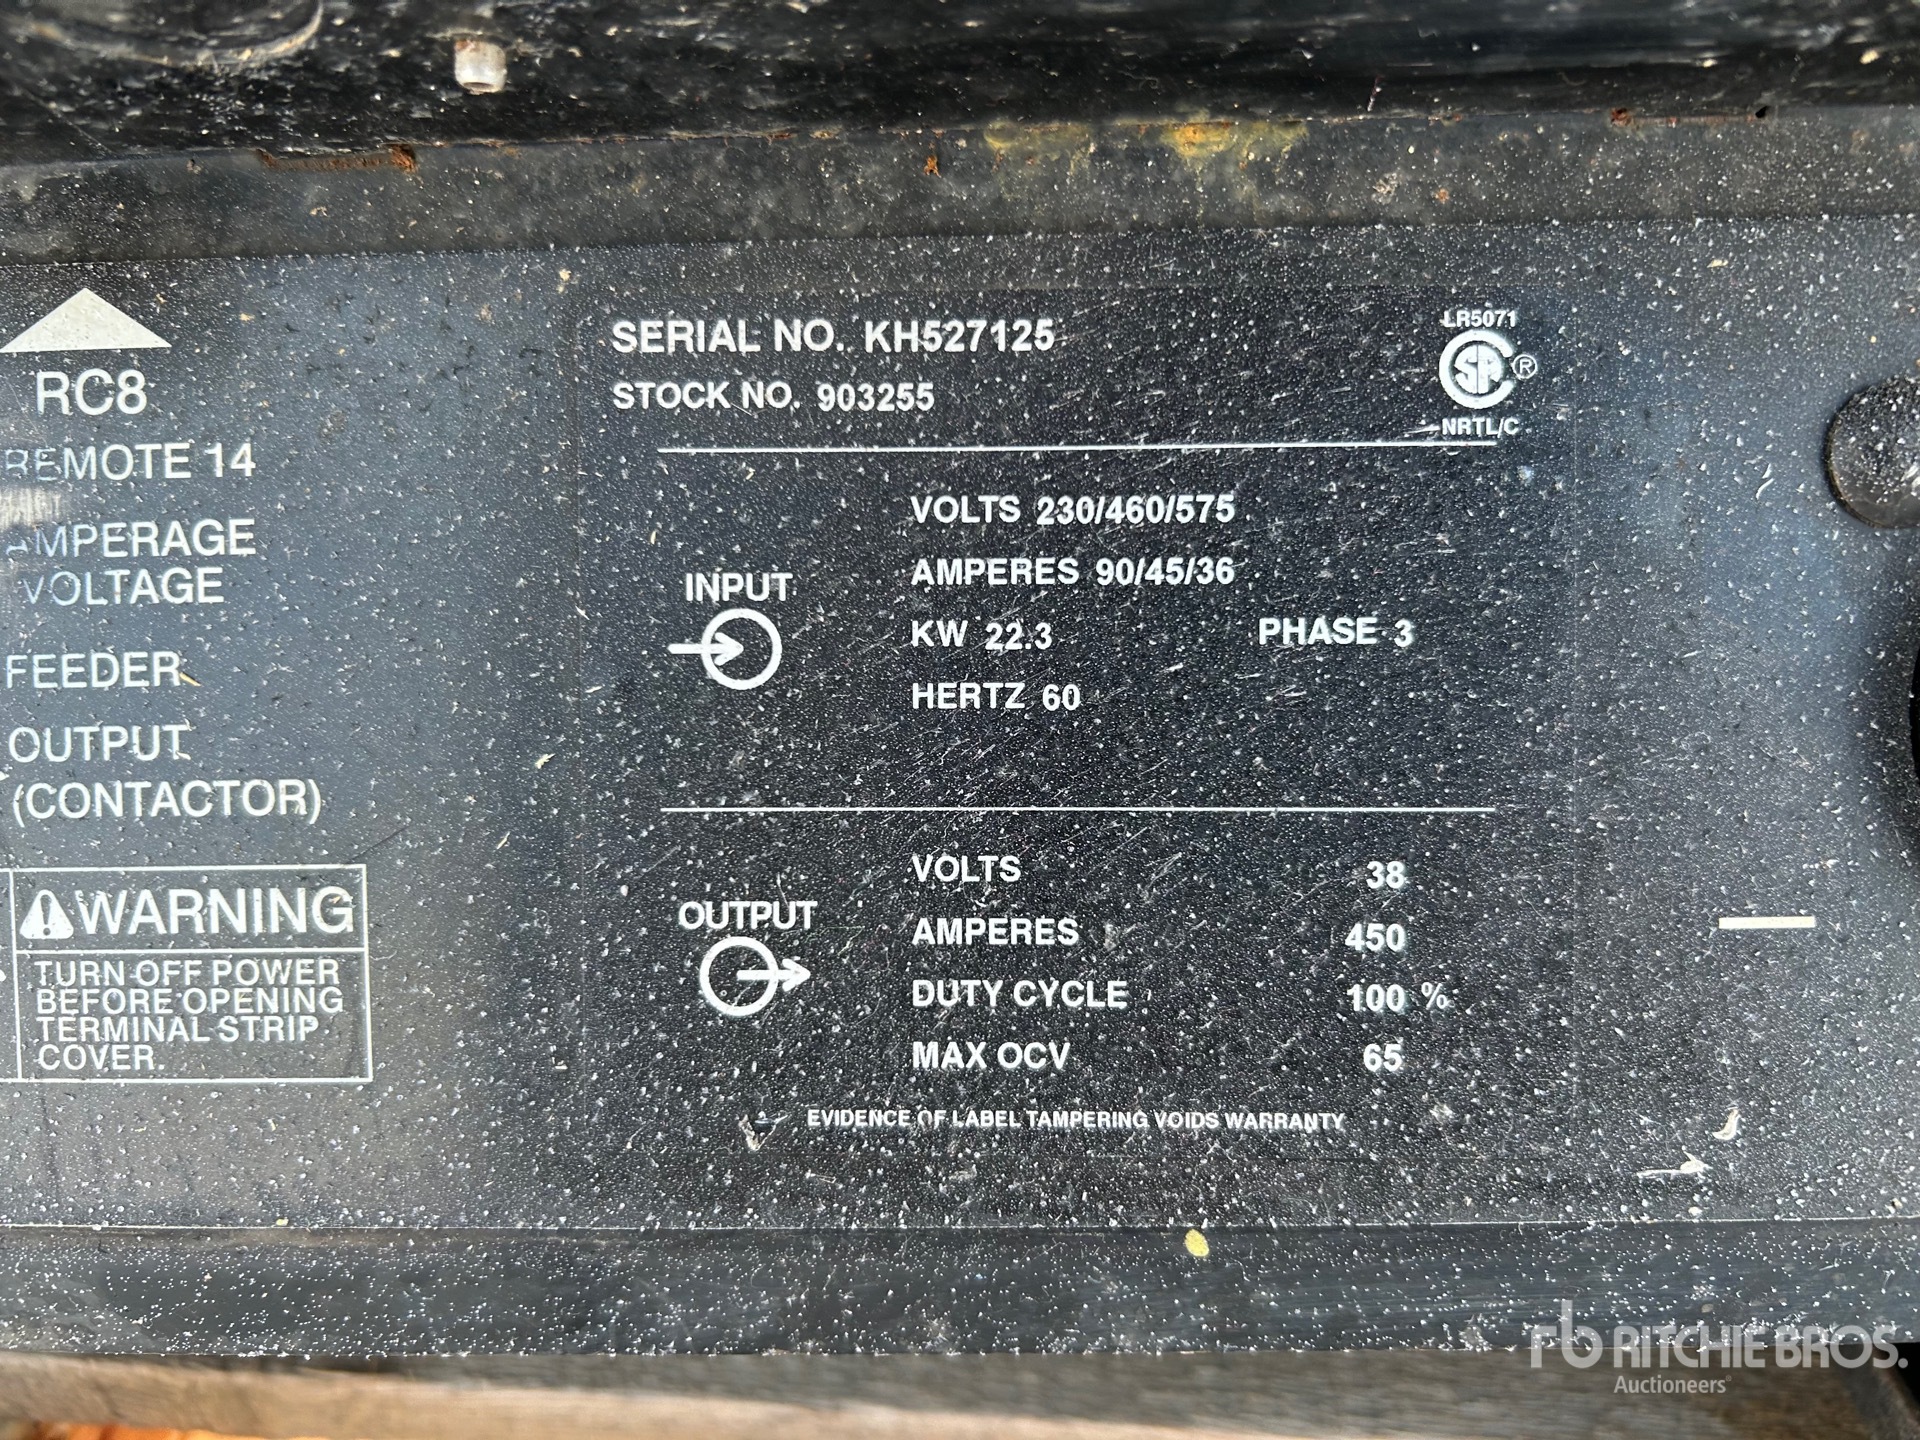 RC8
REMOTE 14
AMPERAGE
VOLTAGE
FEEDER
OUTPUT
(CONTACTOR)
WARNING
TURN OFF POWER
BEFORE OPENING
TERMINAL STRIP
COVER.
SERIAL NO. KH527125
STOCK NO. 903255
LR5071
SA ®
NRTL/C
INPUT
VOLTS 230/460/575
AMPERES 90/45/36
KW 22.3 PHASE 3
HERTZ 60
OUTPUT
VOLTS 38
AMPERES 450
DUTY CYCLE 100 %
MAX OCV 65
EVIDENCE OF LABEL TAMPERING VOIDS WARRANTY
rb RITCHIE BROS.
Auctioneers